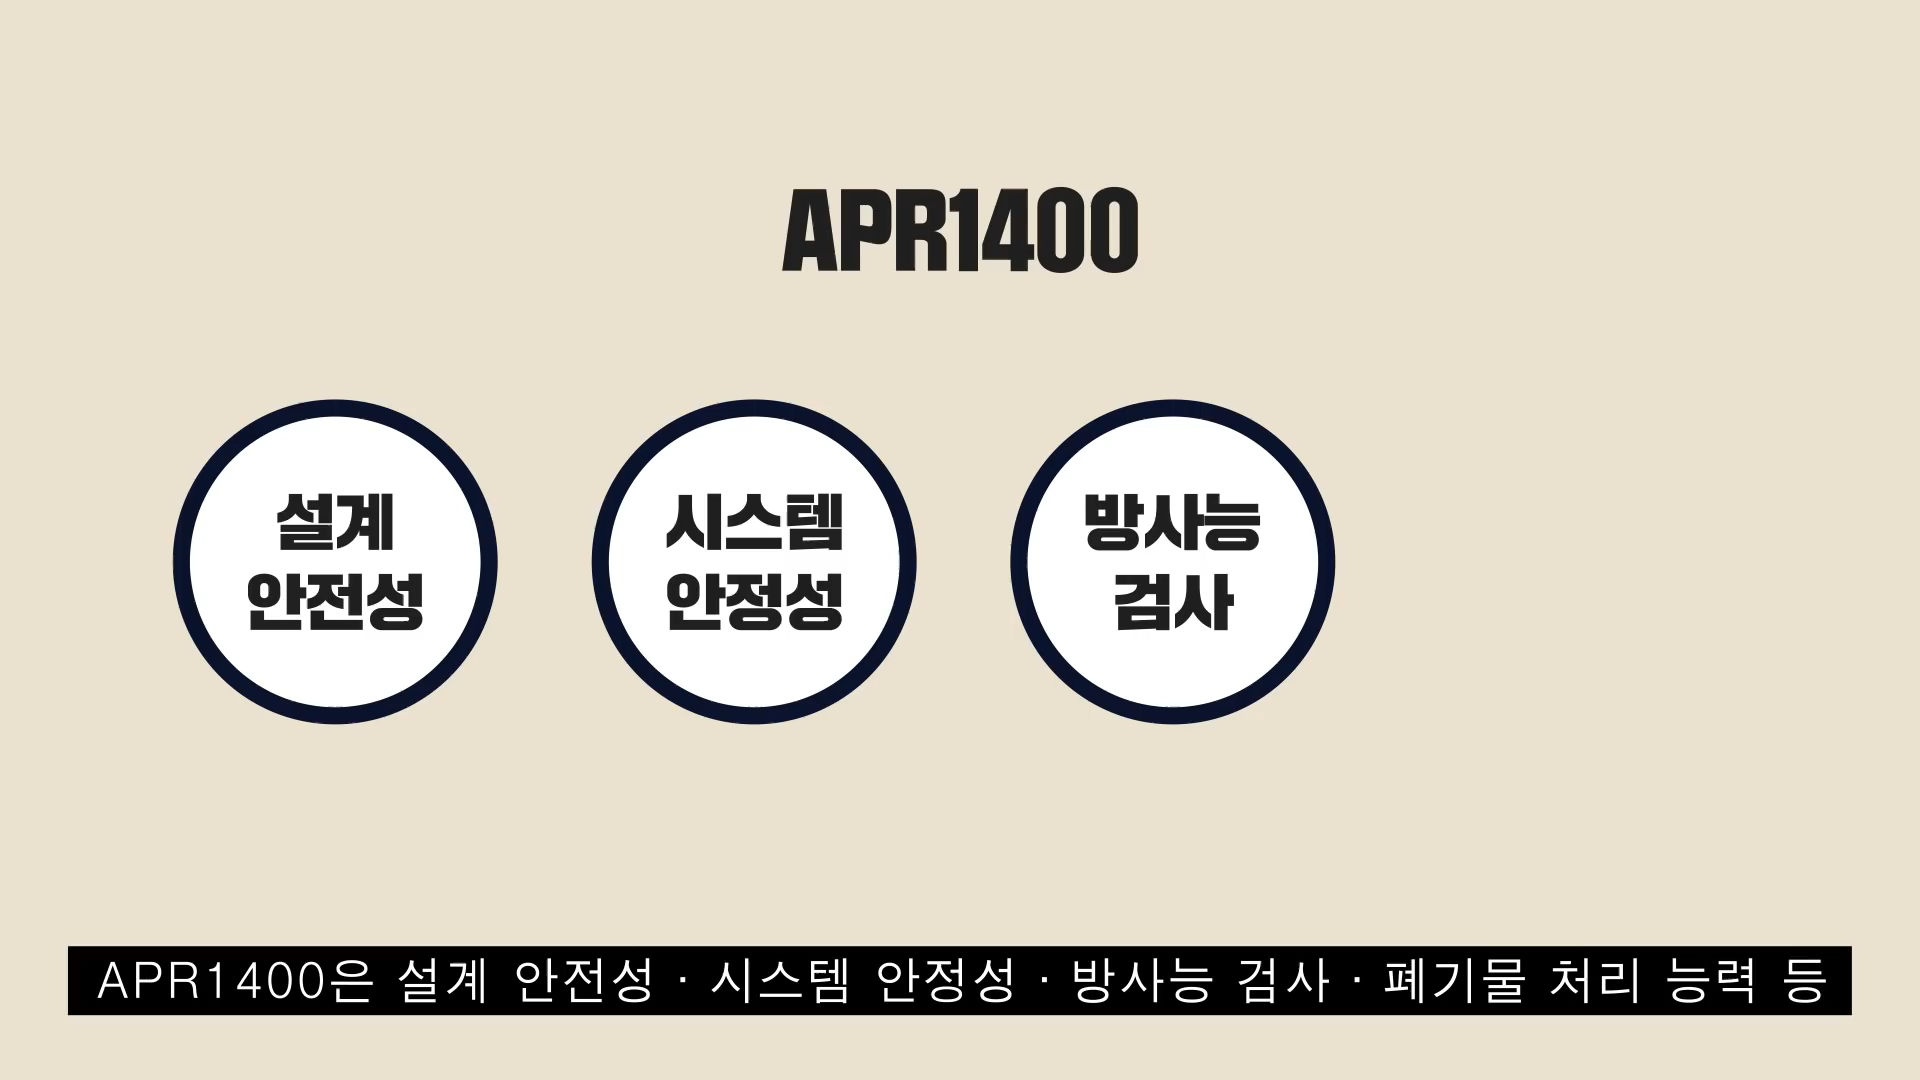 APR1400
설계
안전성
시스템
안정성
방사능
검사
APR1400은 설계 안전성 · 시스템 안정성 · 방사능 검사 · 폐기물 처리 능력 등